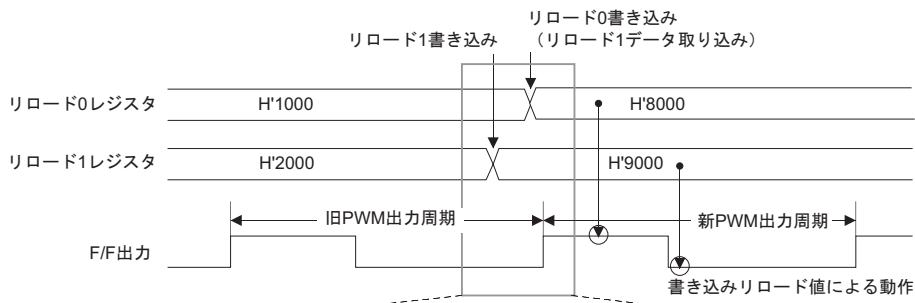 リロード0書き込み
リロード1書き込み
（リロード1データ取り込み）
リロード0レジスタ
H'1000
H'8000
リロード1レジスタ
H'2000
H'9000
旧PWM出力周期
新PWM出力周期
F/F出力
書き込みリロード値による動作